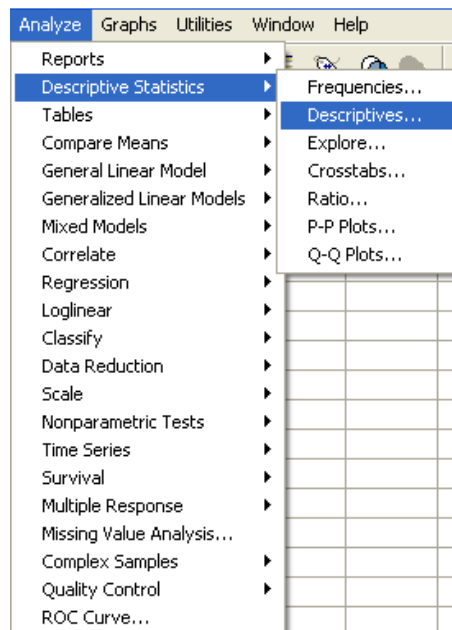 Analyze Graphs Utilities Window Help
Reports
Descriptive Statistics
Tables
Compare Means
General Linear Model
Generalized Linear Models
Mixed Models
Correlate
Regression
Loglinear
Classify
Data Reduction
Scale
Nonparametric Tests
Time Series
Survival
Multiple Response
Missing Value Analysis...
Complex Samples
Quality Control
ROC Curve...
Frequencies...
Descriptives...
Explore...
Crosstabs...
Ratio...
P-P Plots...
Q-Q Plots...